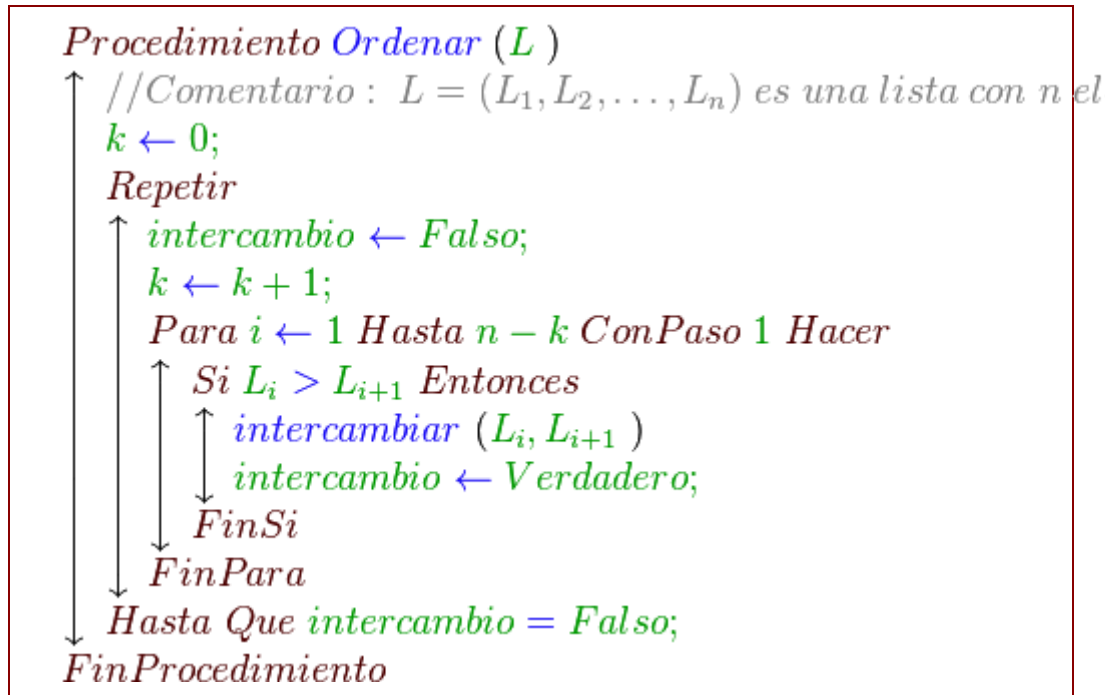 Procedimiento Ordenar (L )
//Comentario : L = (L₁, L₂, . . . , Lₙ) es una lista con n el
k ← 0;
Repetir
intercambio ← Falso;
k ← k + 1;
Para i ← 1 Hasta n − k ConPaso 1 Hacer
Si Lᵢ > Lᵢ₊₁ Entonces
intercambiar (Lᵢ, Lᵢ₊₁ )
intercambio ← Verdadero;
FinSi
FinPara
Hasta Que intercambio = Falso;
FinProcedimiento